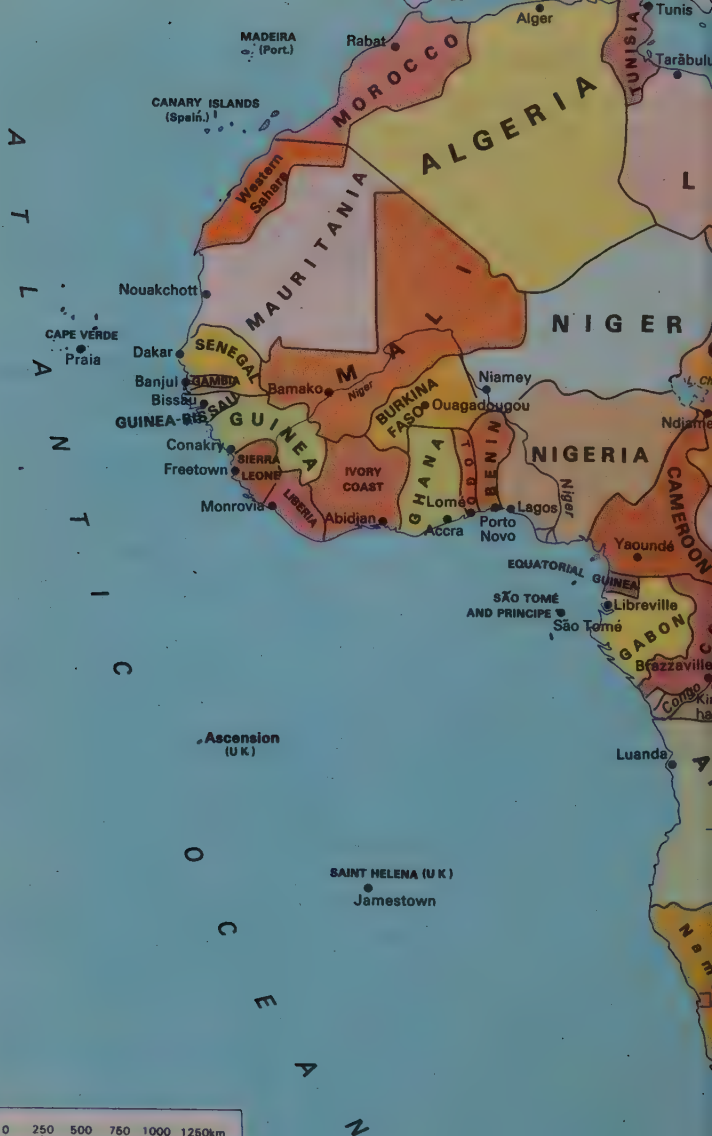 Alger
Tunis
MADEIRA
(Port.)
Rabat
TUNISIA
MOROCCO
CANARY ISLANDS
(Spain.)
ALGERIA
L
Western
Sahara
MAURITANIA
Nouakchott
MALI
NIGER
CAPE VERDE
Praia
Dakar
SENEGAL
Banjul
GAMBIA
Bamako
Niger
Niamey
Bissau
GUINEA-BISSAU
BURKINA
FASO
Ouagadougou
GUINEA
Conakry
SIERRA
LEONE
Freetown
IVORY
COAST
GHANA
TOGO
BENIN
NIGERIA
Niger
CAMEROON
Monrovia
LIBERIA
Abidjan
Lomé
Accra
Porto
Novo
Lagos
Yaoundé
EQUATORIAL GUINEA
SÃO TOMÉ
AND PRINCIPE
São Tomé
Libreville
GABON
Brazzaville
Congo
Luanda
Ascension
(UK)
SAINT HELENA (UK)
Jamestown
ATLANTIC OCEAN
0 250 500 750 1000 1250km